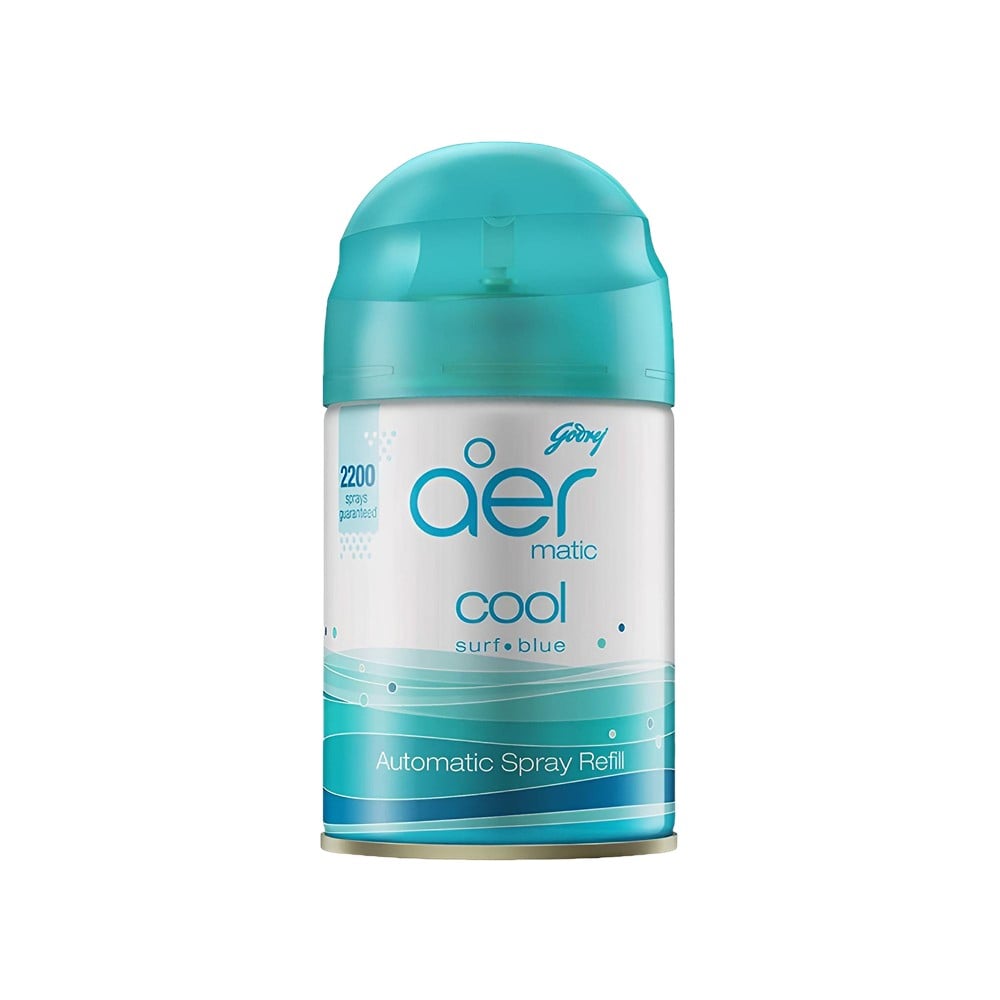 Godrej
aer
matic
2200
sprays
guaranteed
cool
surf•blue
Automatic Spray Refill